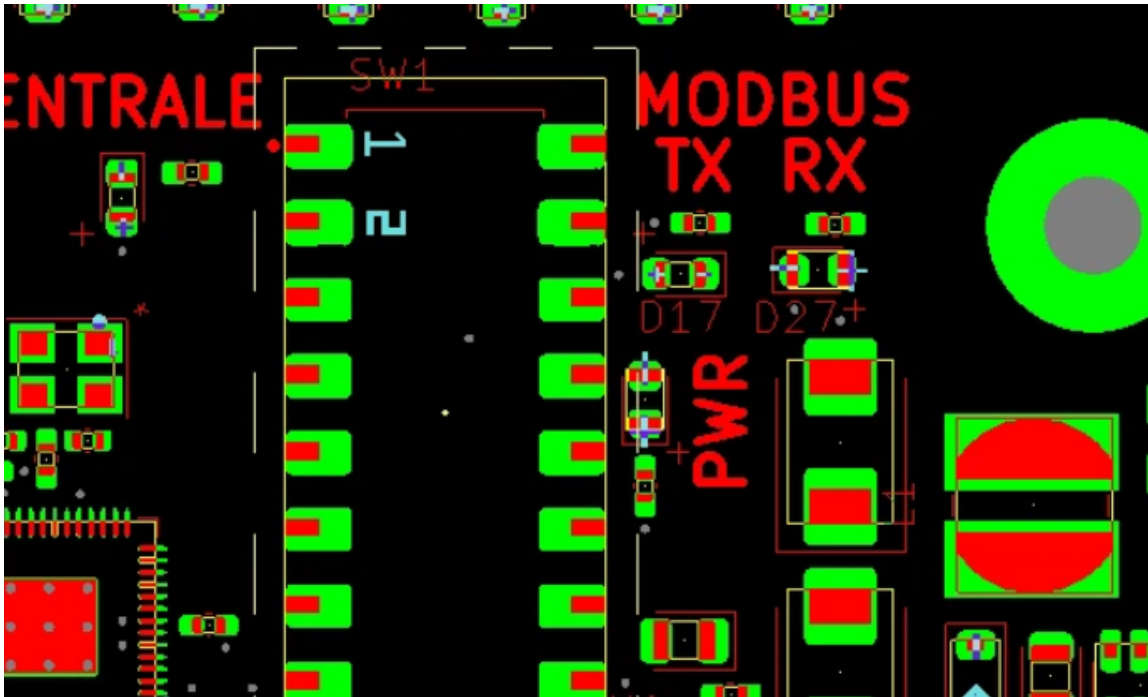 SW1
ENTRALE
MODBUS
1
TX RX
2
D17 D27
PWR